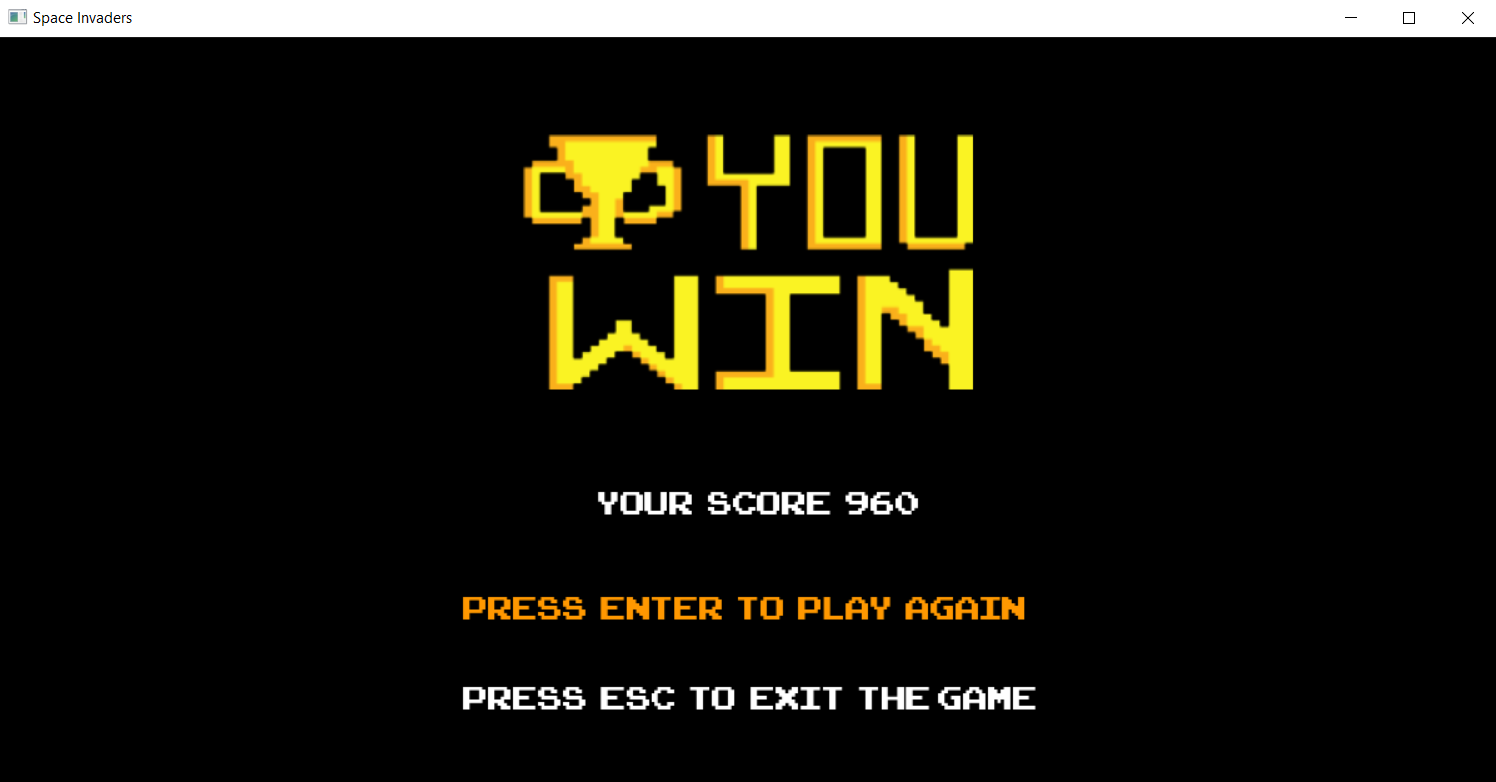 Space Invaders
YOU
WIN
YOUR SCORE 960
PRESS ENTER TO PLAY AGAIN
PRESS ESC TO EXIT THE GAME